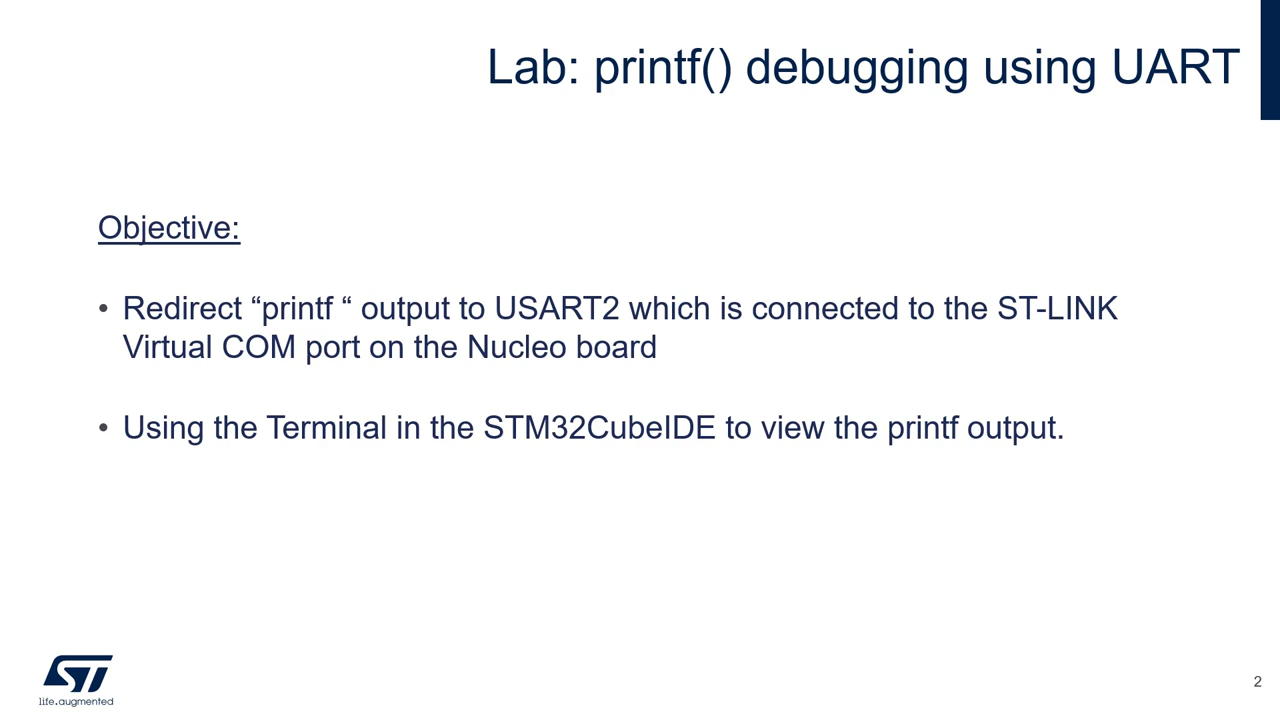 Lab: printf() debugging using UART
Objective:
• Redirect “printf “ output to USART2 which is connected to the ST-LINK
Virtual COM port on the Nucleo board
• Using the Terminal in the STM32CubeIDE to view the printf output.
ST
life.augmented
2